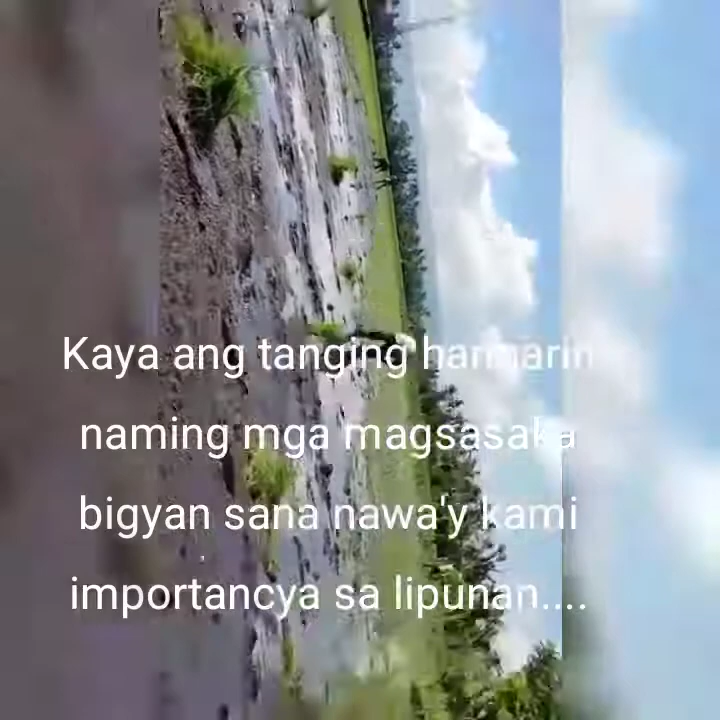 Kaya ang tanging
naming mga magsasaka
bigyan sana nawa'y kami
importancya sa lipunan....